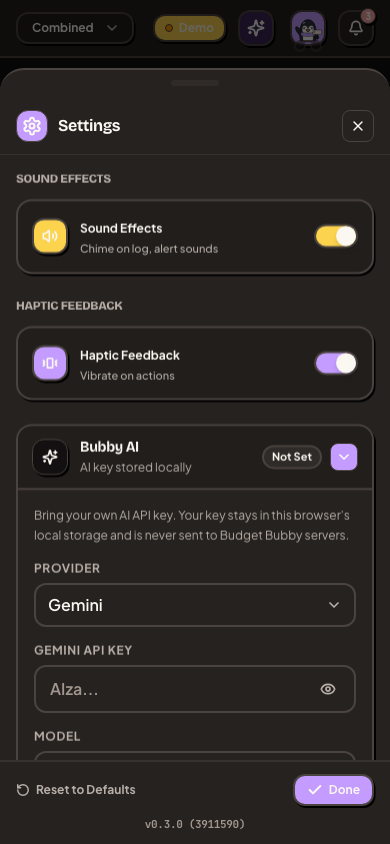 Combined
Demo
3
Settings
SOUND EFFECTS
Sound Effects
Chime on log, alert sounds
HAPTIC FEEDBACK
Haptic Feedback
Vibrate on actions
Bubby AI
AI key stored locally
Not Set
Bring your own AI API key. Your key stays in this browser's
local storage and is never sent to Budget Bubby servers.
PROVIDER
Gemini
GEMINI API KEY
AIza...
MODEL
Reset to Defaults
Done
v0.3.0 (3911590)